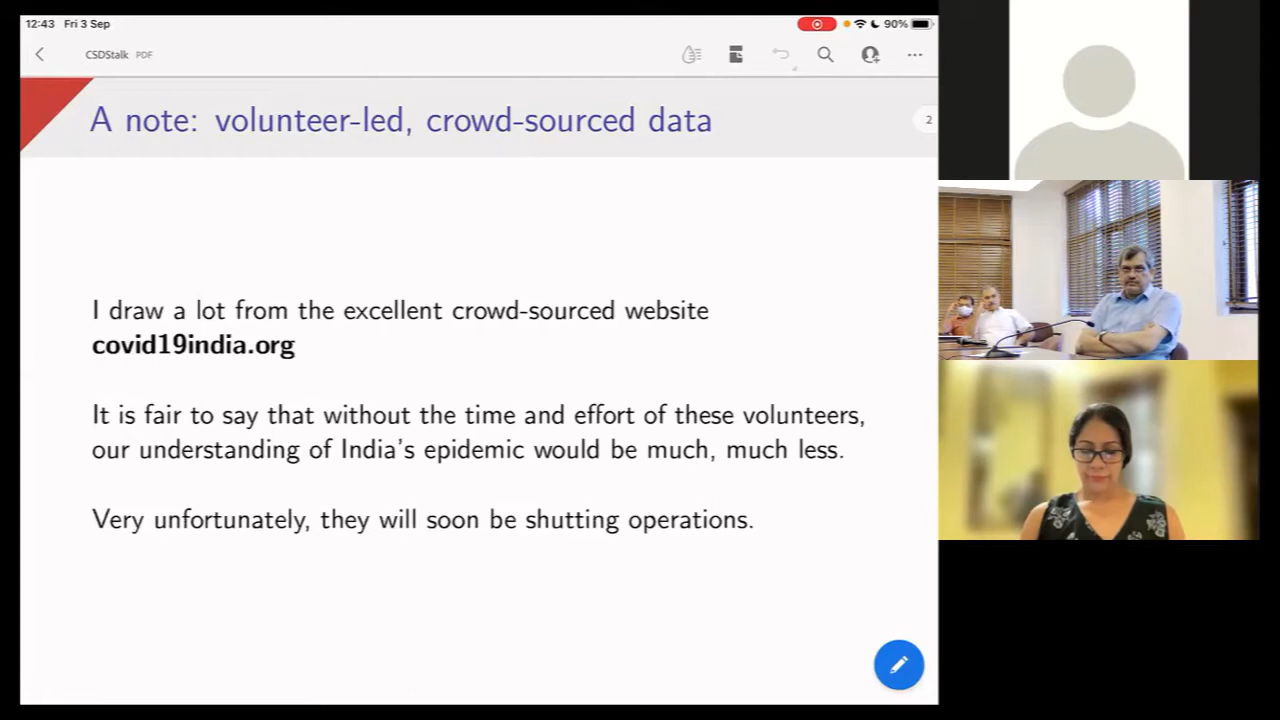 12:43 Fri 3 Sep 90%
CSDStalk PDF
A note: volunteer-led, crowd-sourced data
2
I draw a lot from the excellent crowd-sourced website
covid19india.org
It is fair to say that without the time and effort of these volunteers,
our understanding of India's epidemic would be much, much less.
Very unfortunately, they will soon be shutting operations.